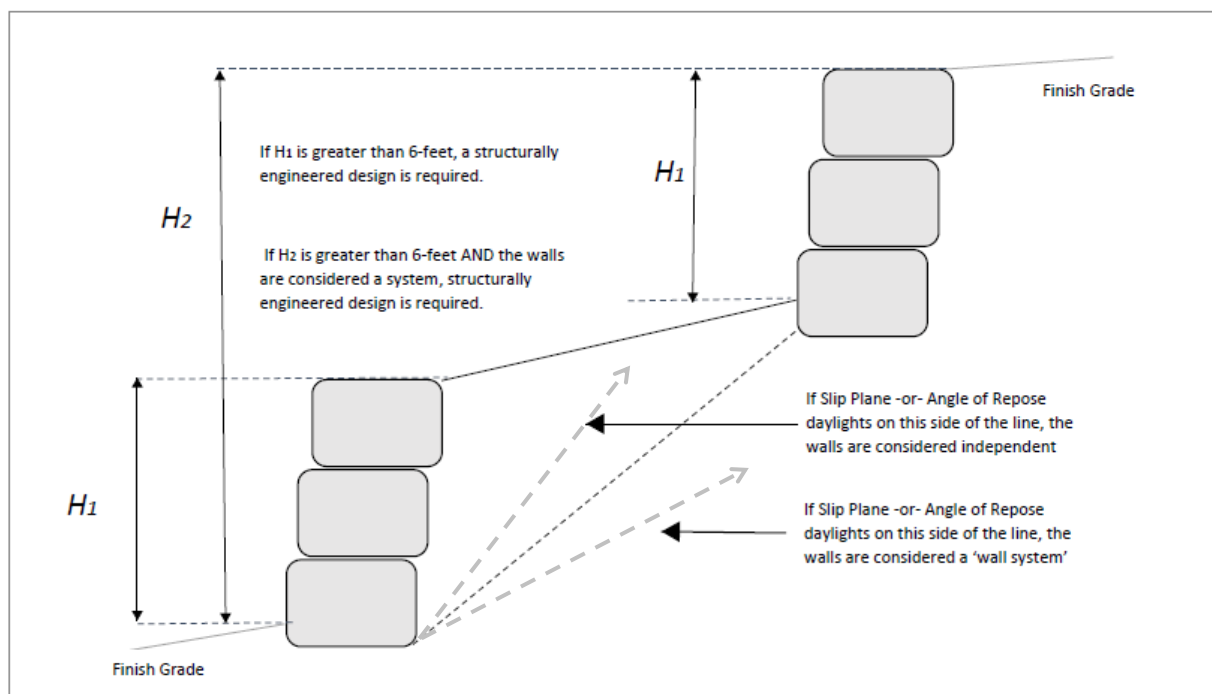 Finish Grade
If H1 is greater than 6-feet, a structurally
engineered design is required.
H1
H2
If H2 is greater than 6-feet AND the walls
are considered a system, structurally
engineered design is required.
If Slip Plane -or- Angle of Repose
daylights on this side of the line, the
walls are considered independent
H1
If Slip Plane -or- Angle of Repose
daylights on this side of the line, the
walls are considered a ‘wall system’
Finish Grade